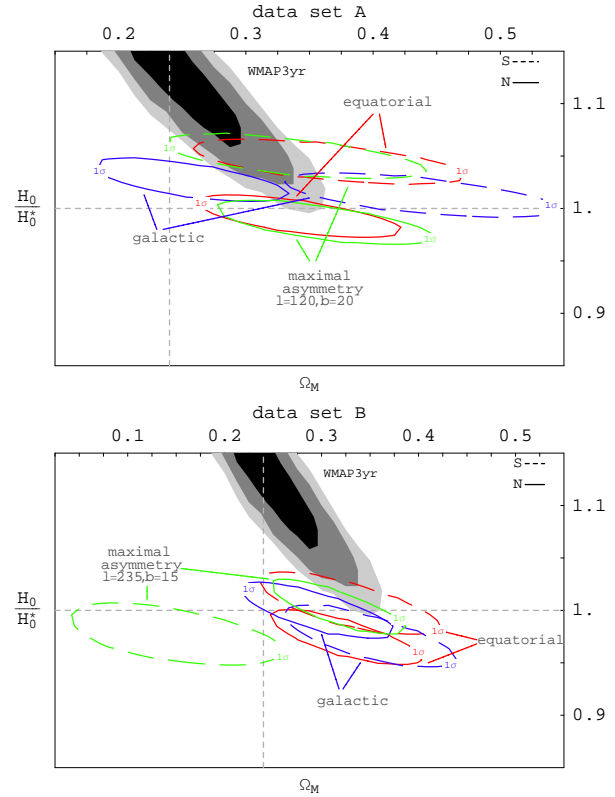 data set A
0.2 0.3 0.4 0.5
WMAP3yr
S
N
equatorial
1.1
1σ
1σ
1σ
H0
H0*
1σ
1.
1σ
galactic
1σ
maximal
asymmetry
l=120,b=20
0.9
ΩM
data set B
0.1 0.2 0.3 0.4 0.5
WMAP3yr
S
N
1.1
maximal
asymmetry
l=235,b=15
1σ
H0
H0*
1σ
1.
1σ
equatorial
1σ
1σ
1σ
galactic
0.9
ΩM